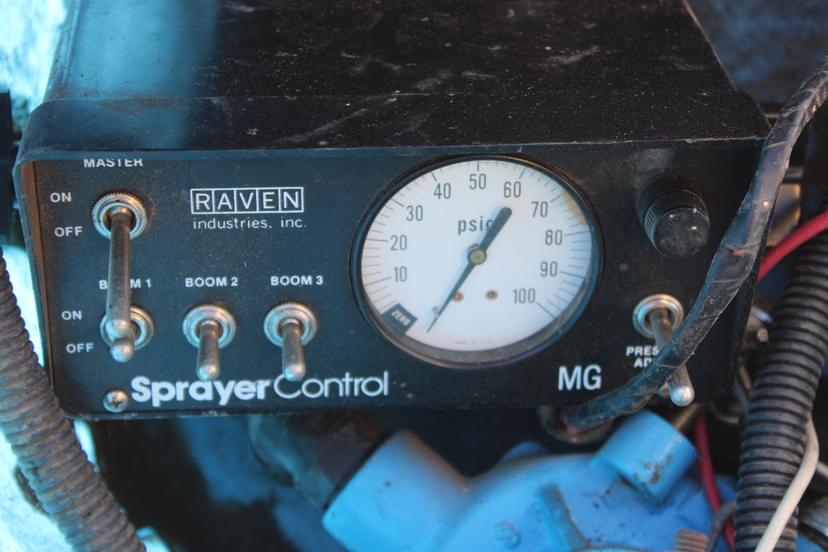 MASTER
ON
OFF
RAVEN
industries, inc.
BOOM 2
BOOM 3
ON
OFF
10
20
30
40
50
60
70
80
90
100
ZERO
SprayerControl
MG